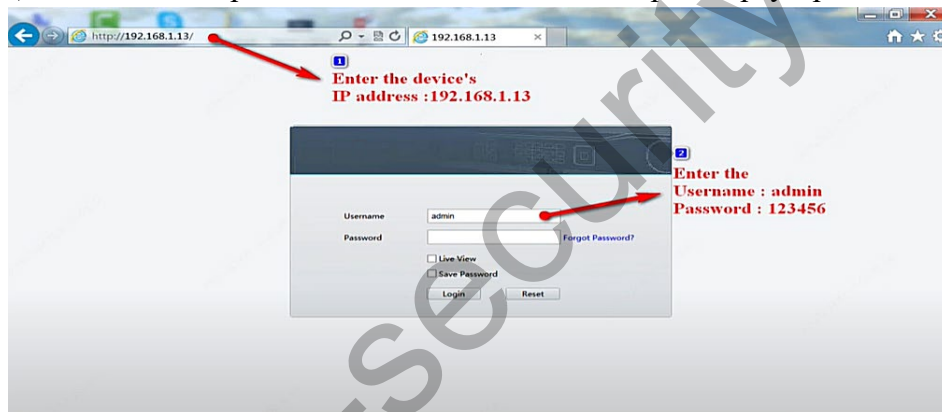 http://192.168.1.13/
192.168.1.13
1
Enter the device's
IP address :192.168.1.13
2
Enter the
Username : admin
Password : 123456
Username
admin
Password
Forgot Password?
Live View
Save Password
Login
Reset
security